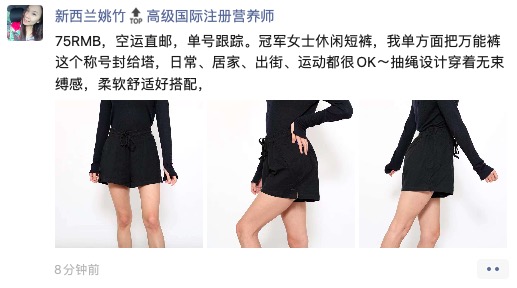 新西兰姚竹🔝高级国际注册营养师
75RMB，空运直邮，单号跟踪。冠军女士休闲短裤，我单方面把万能裤
这个称号封给塔，日常、居家、出街、运动都很OK～抽绳设计穿着无束
缚感，柔软舒适好搭配，
8分钟前